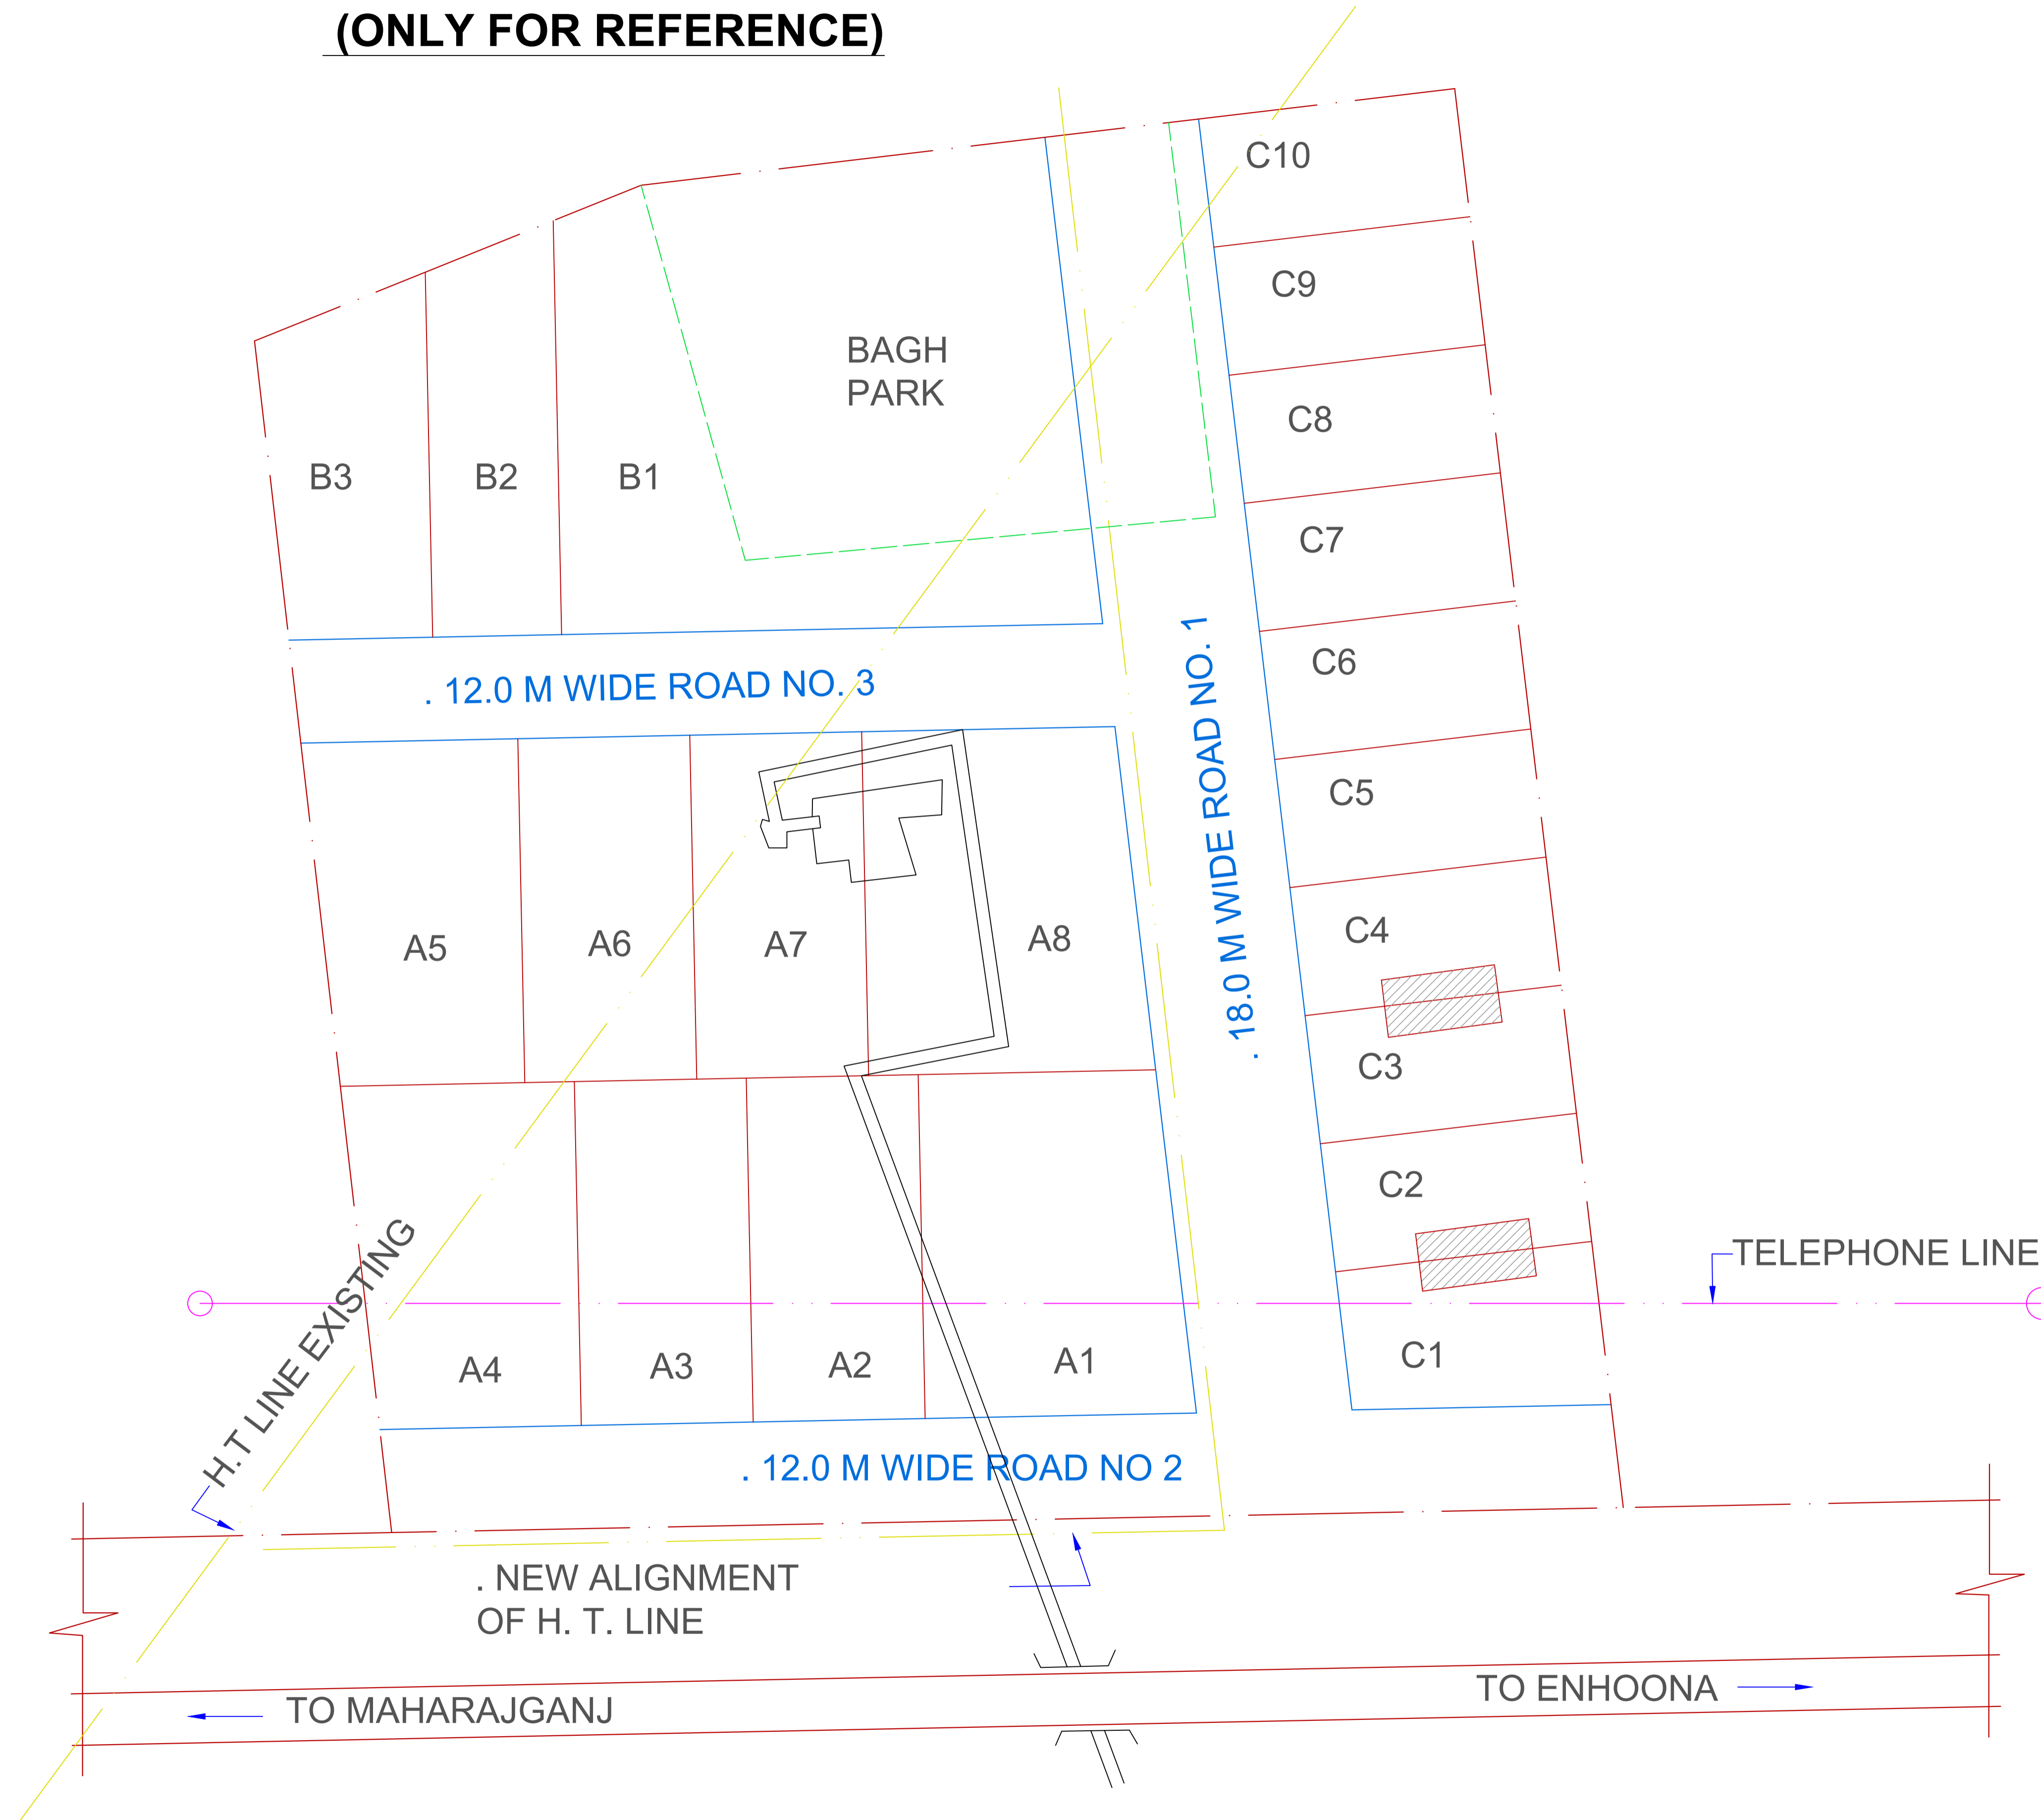 (ONLY FOR REFERENCE)
C10
C9
BAGH
PARK
C8
B3
B2
B1
C7
C6
. 12.0 M WIDE ROAD NO. 3
. 18.0 M WIDE ROAD NO. 1
C5
C4
A5
A6
A7
A8
C3
C2
H.T LINE EXISTING
TELEPHONE LINE
A4
A3
A2
A1
C1
. 12.0 M WIDE ROAD NO 2
. NEW ALIGNMENT
OF H. T. LINE
TO MAHARAJGANJ
TO ENHOONA